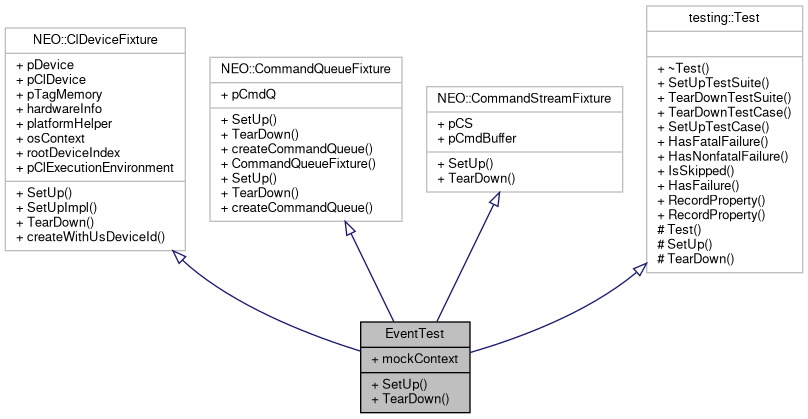 NEO::ClDeviceFixture
+ pDevice
+ pClDevice
+ pTagMemory
+ hardwareInfo
+ platformHelper
+ osContext
+ rootDeviceIndex
+ pClExecutionEnvironment
+ SetUp()
+ SetUpImpl()
+ TearDown()
+ createWithUsDeviceId()
NEO::CommandQueueFixture
+ pCmdQ
+ SetUp()
+ TearDown()
+ createCommandQueue()
+ CommandQueueFixture()
+ SetUp()
+ TearDown()
+ createCommandQueue()
NEO::CommandStreamFixture
+ pCS
+ pCmdBuffer
+ SetUp()
+ TearDown()
testing::Test
+ ~Test()
+ SetUpTestSuite()
+ TearDownTestSuite()
+ TearDownTestCase()
+ SetUpTestCase()
+ HasFatalFailure()
+ HasNonfatalFailure()
+ IsSkipped()
+ HasFailure()
+ RecordProperty()
+ RecordProperty()
# Test()
# SetUp()
# TearDown()
EventTest
+ mockContext
+ SetUp()
+ TearDown()